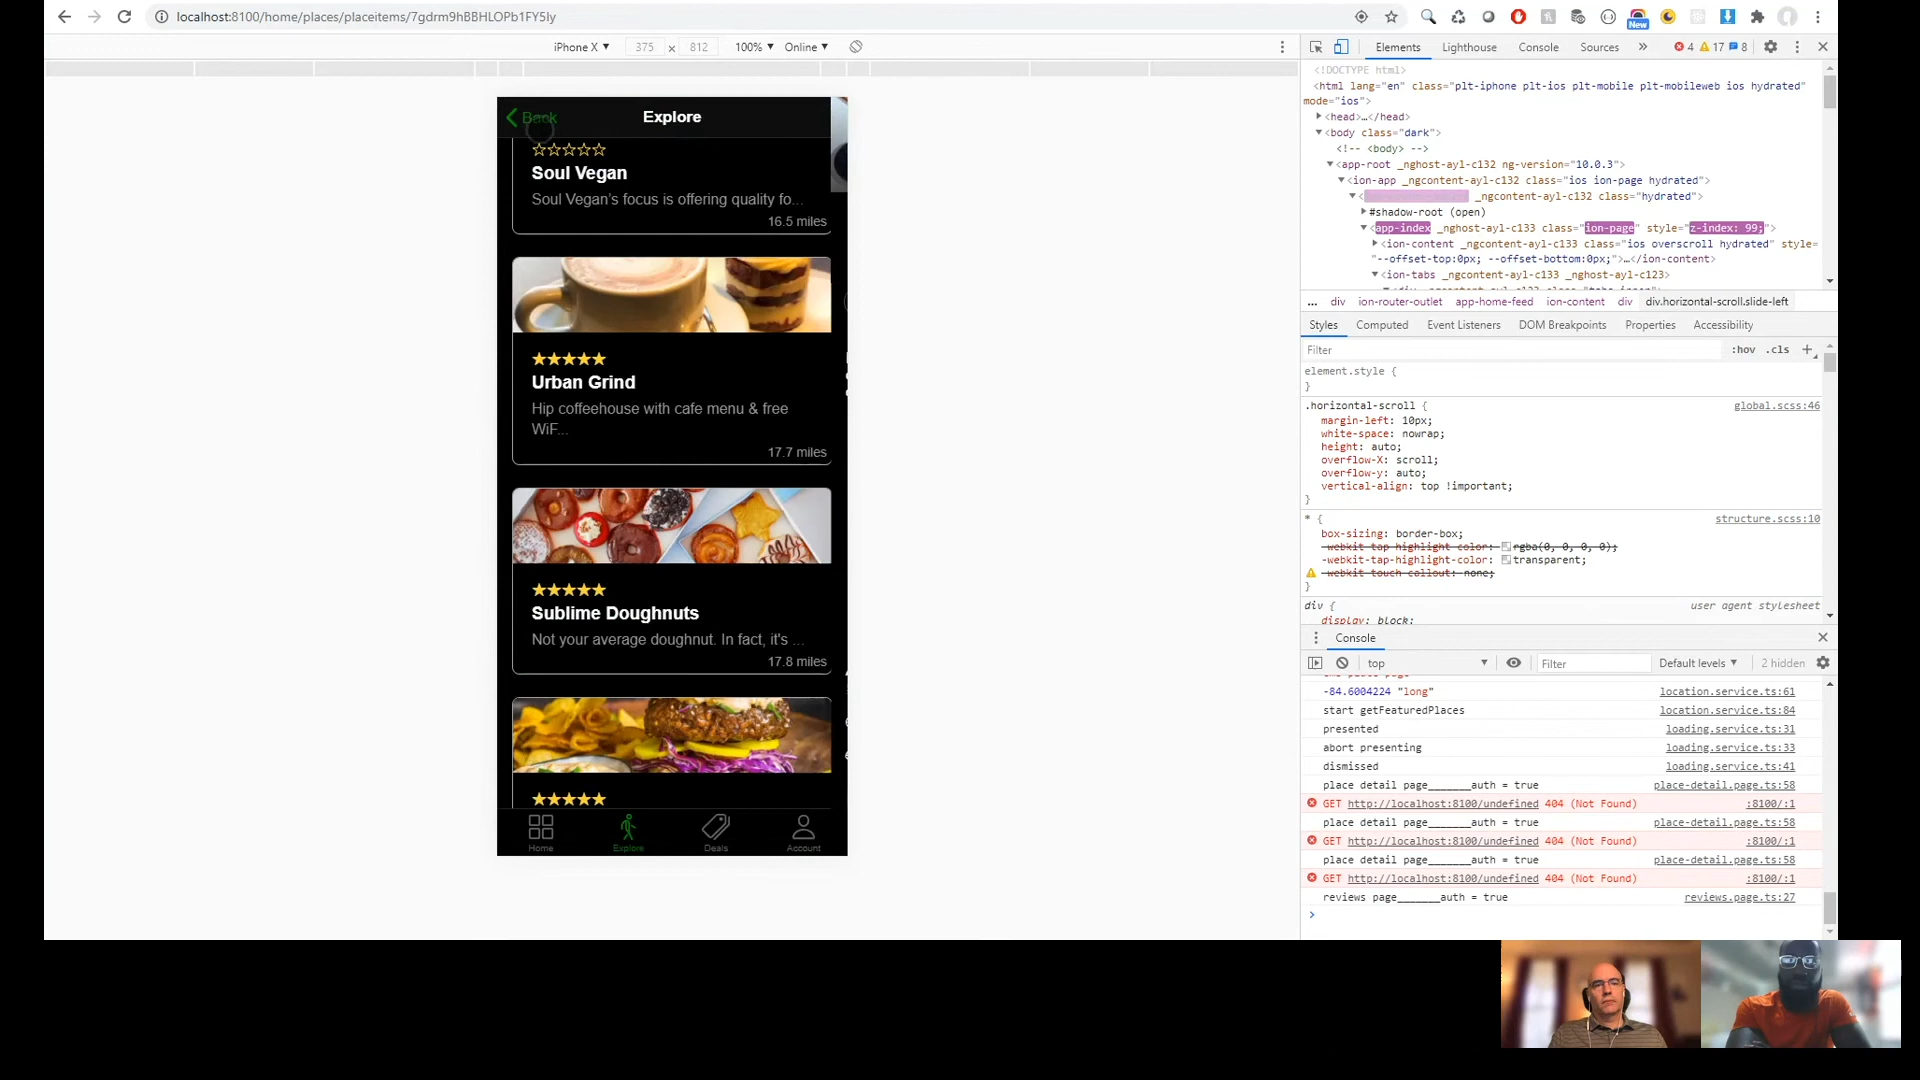 localhost:8100/home/places/placeitems/7gdrm9hBBHLOPb1FY5Iy
New
iPhone X ▼ 375 x 812 100% ▼ Online ▼
Elements Lighthouse Console Sources » 4 17 8
Back Explore
Soul Vegan
Soul Vegan's focus is offering quality fo...
16.5 miles
Urban Grind
Hip coffeehouse with cafe menu & free
WiF...
17.7 miles
Sublime Doughnuts
Not your average doughnut. In fact, it's ...
17.8 miles
Home Explore Deals Account
<!DOCTYPE html>
<html lang="en" class="plt-iphone plt-ios plt-mobile plt-mobileweb ios hydrated"
mode="ios">
<head>…</head>
<body class="dark">
<!-- <body> -->
<app-root _nghost-ayl-c132 ng-version="10.0.3">
<ion-app _ngcontent-ayl-c132 class="ios ion-page hydrated">
< _ngcontent-ayl-c132 class="hydrated">
#shadow-root (open)
<app-index _nghost-ayl-c133 class="ion-page" style="z-index: 99;">
<ion-content _ngcontent-ayl-c133 class="ios overscroll hydrated" style=
"--offset-top:0px; --offset-bottom:0px;">…</ion-content>
<ion-tabs _ngcontent-ayl-c133 _nghost-ayl-c123>
... div ion-router-outlet app-home-feed ion-content div div.horizontal-scroll.slide-left
Styles Computed Event Listeners DOM Breakpoints Properties Accessibility
Filter :hov .cls +
element.style {
}
.horizontal-scroll { global.scss:46
margin-left: 10px;
white-space: nowrap;
height: auto;
overflow-X: scroll;
overflow-y: auto;
vertical-align: top !important;
}
* { structure.scss:10
box-sizing: border-box;
-webkit-tap-highlight-color: rgba(0, 0, 0, 0);
-webkit-tap-highlight-color: transparent;
-webkit-touch-callout: none;
}
div { user agent stylesheet
display: block;
Console
top ▼ Filter Default levels ▼ 2 hidden
-84.6004224 "long" location.service.ts:61
start getFeaturedPlaces location.service.ts:84
presented loading.service.ts:31
abort presenting loading.service.ts:33
dismissed loading.service.ts:41
place detail page_______auth = true place-detail.page.ts:58
GET http://localhost:8100/undefined 404 (Not Found) :8100/:1
place detail page_______auth = true place-detail.page.ts:58
GET http://localhost:8100/undefined 404 (Not Found) :8100/:1
place detail page_______auth = true place-detail.page.ts:58
GET http://localhost:8100/undefined 404 (Not Found) :8100/:1
reviews page_______auth = true reviews.page.ts:27